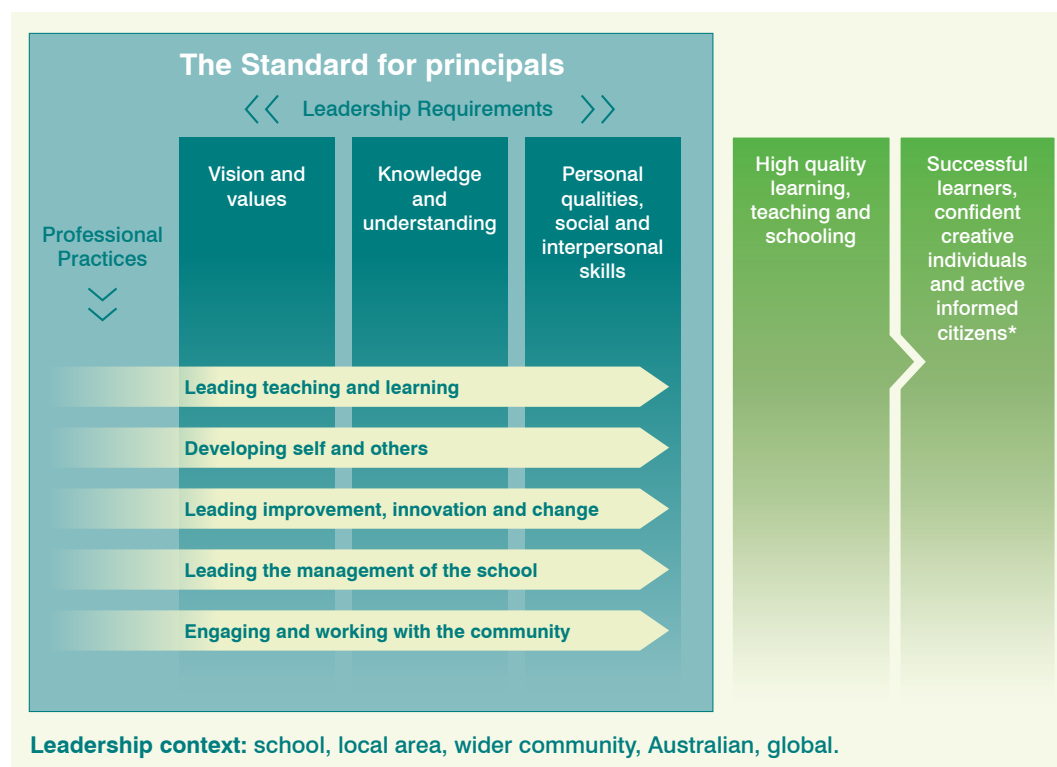 The Standard for principals
Leadership Requirements
Professional
Practices
Vision and
values
Knowledge
and
understanding
Personal
qualities,
social and
interpersonal
skills
High quality
learning,
teaching and
schooling
Successful
learners,
confident
creative
individuals
and active
informed
citizens*
Leading teaching and learning
Developing self and others
Leading improvement, innovation and change
Leading the management of the school
Engaging and working with the community
Leadership context: school, local area, wider community, Australian, global.